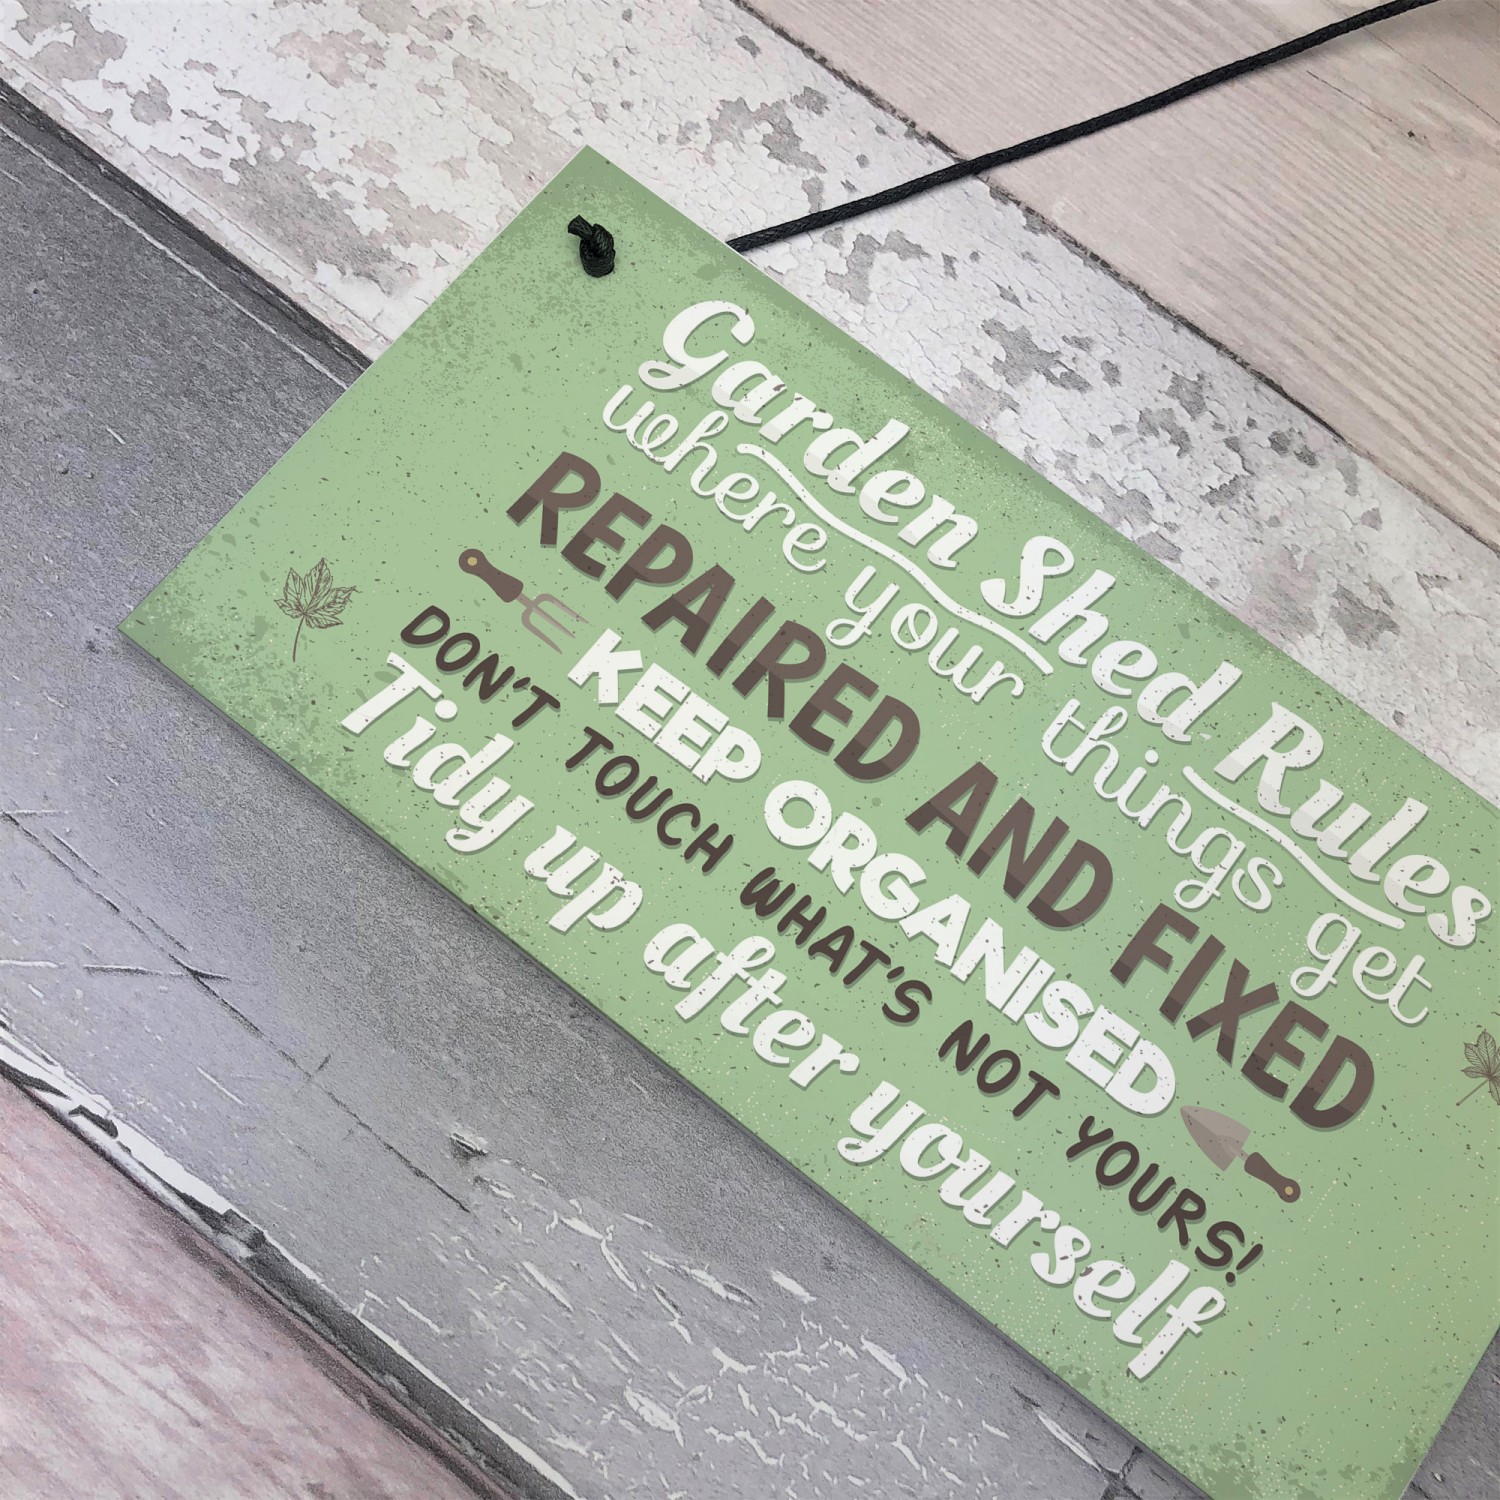 Garden Shed Rules
where your things get
REPAIRED AND FIXED
KEEP ORGANISED
DON'T TOUCH WHAT'S NOT YOURS!
Tidy up after yourself